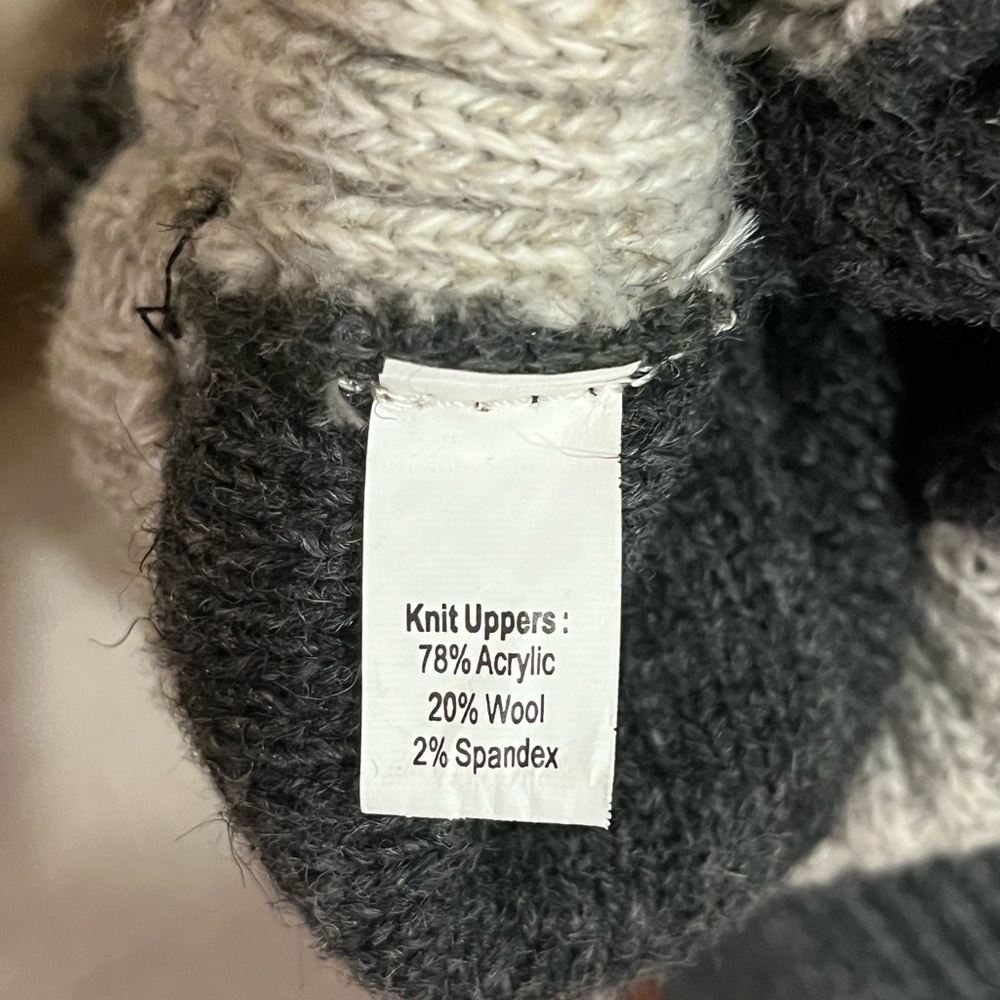 Knit Uppers :
78% Acrylic
20% Wool
2% Spandex